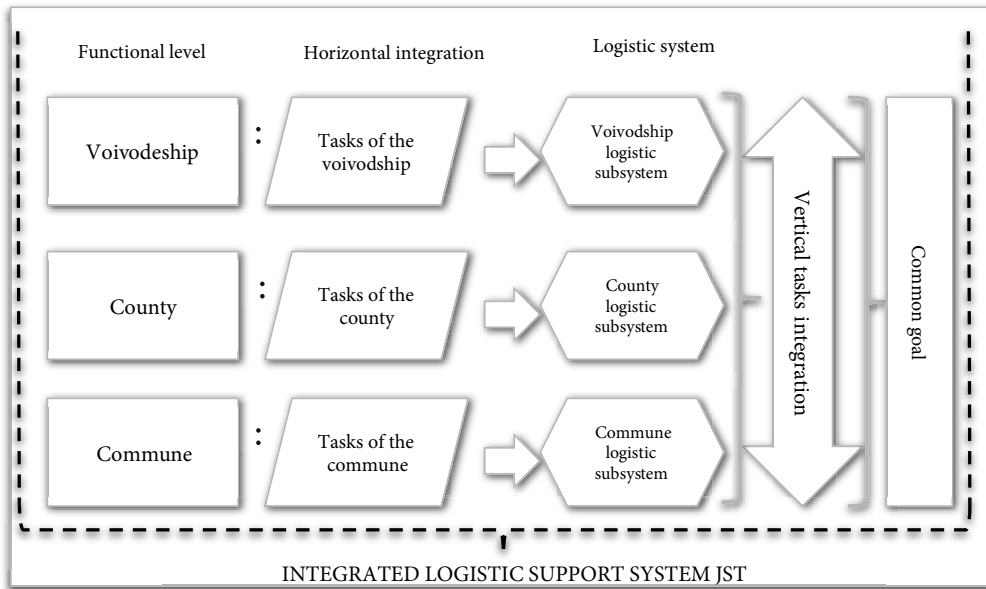 Functional level
Horizontal integration
Logistic system
Voivodeship
:
Tasks of the
voivodship
Voivodship
logistic
subsystem
County
:
Tasks of the
county
County
logistic
subsystem
Commune
:
Tasks of the
commune
Commune
logistic
subsystem
Vertical tasks integration
Common goal
INTEGRATED LOGISTIC SUPPORT SYSTEM JST